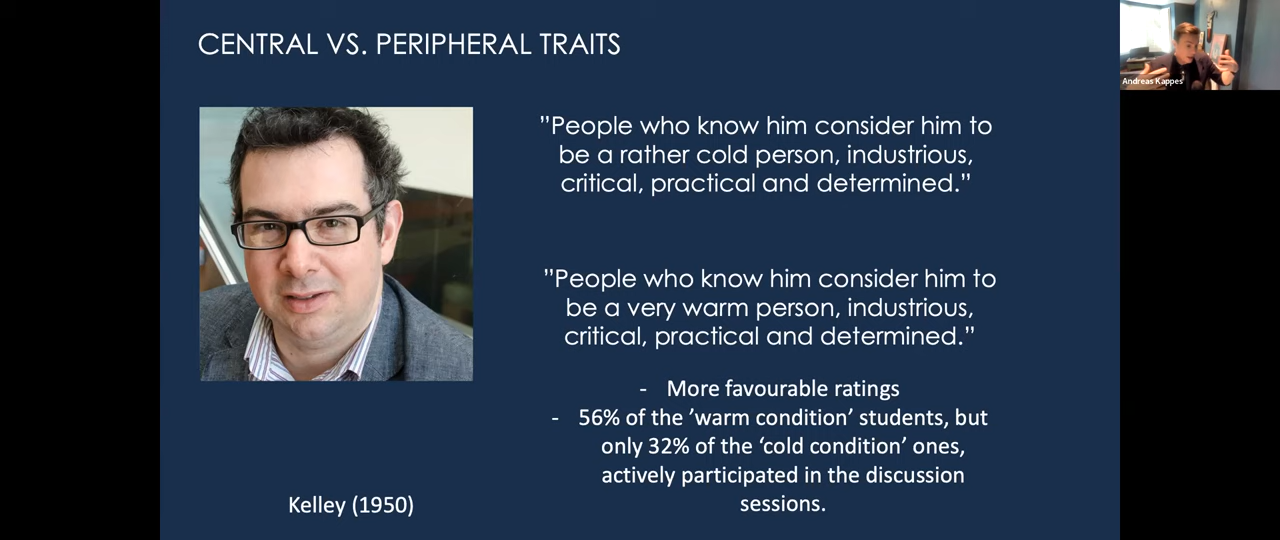 CENTRAL VS. PERIPHERAL TRAITS
”People who know him consider him to
be a rather cold person, industrious,
critical, practical and determined.”
”People who know him consider him to
be a very warm person, industrious,
critical, practical and determined.”
- More favourable ratings
- 56% of the ’warm condition’ students, but
only 32% of the ‘cold condition’ ones,
actively participated in the discussion
sessions.
Kelley (1950)
Andreas Kappes